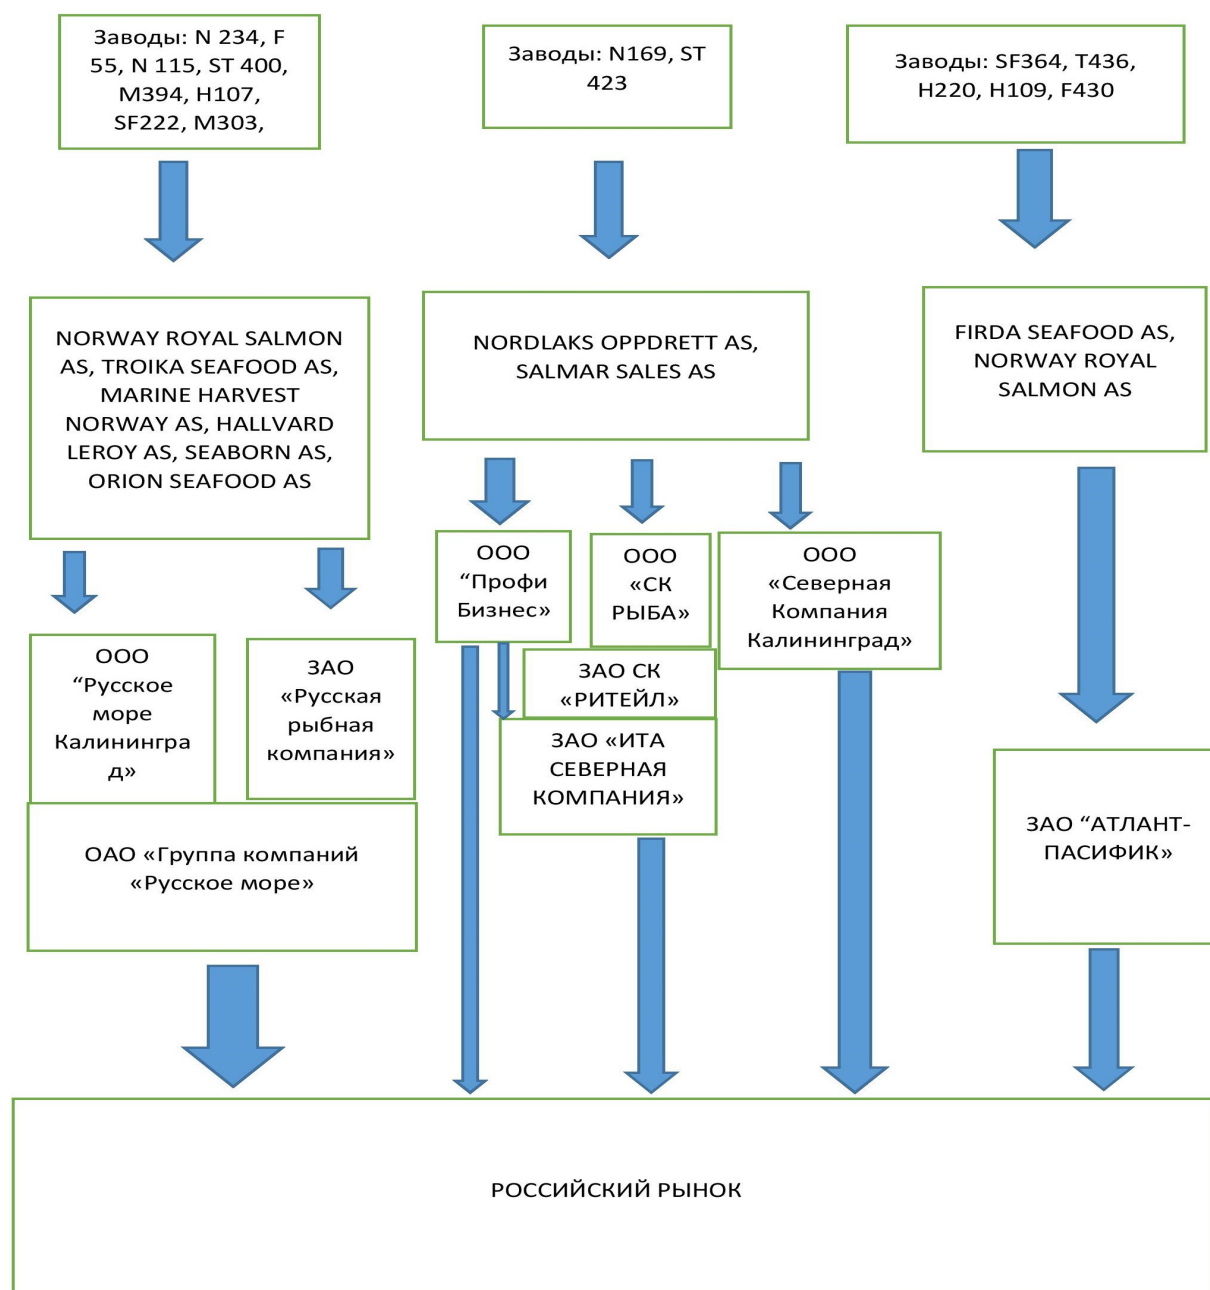 Заводы: N 234, F
55, N 115, ST 400,
M394, H107,
SF222, M303,
Заводы: N169, ST
423
Заводы: SF364, T436,
H220, H109, F430
NORWAY ROYAL SALMON
AS, TROIKA SEAFOOD AS,
MARINE HARVEST
NORWAY AS, HALLVARD
LEROY AS, SEABORN AS,
ORION SEAFOOD AS
NORDLAKS OPPDRETT AS,
SALMAR SALES AS
FIRDA SEAFOOD AS,
NORWAY ROYAL
SALMON AS
ООО
“Профи
Бизнес»
ООО
«СК
РЫБА»
ООО
«Северная
Компания
Калининград»
ООО
“Русское
море
Калинингра
д»
ЗАО
«Русская
рыбная
компания»
ЗАО СК
«РИТЕЙЛ»
ЗАО «ИТА
СЕВЕРНАЯ
КОМПАНИЯ»
ОАО «Группа компаний
«Русское море»
ЗАО “АТЛАНТ-
ПАСИФИК»
РОССИЙСКИЙ РЫНОК